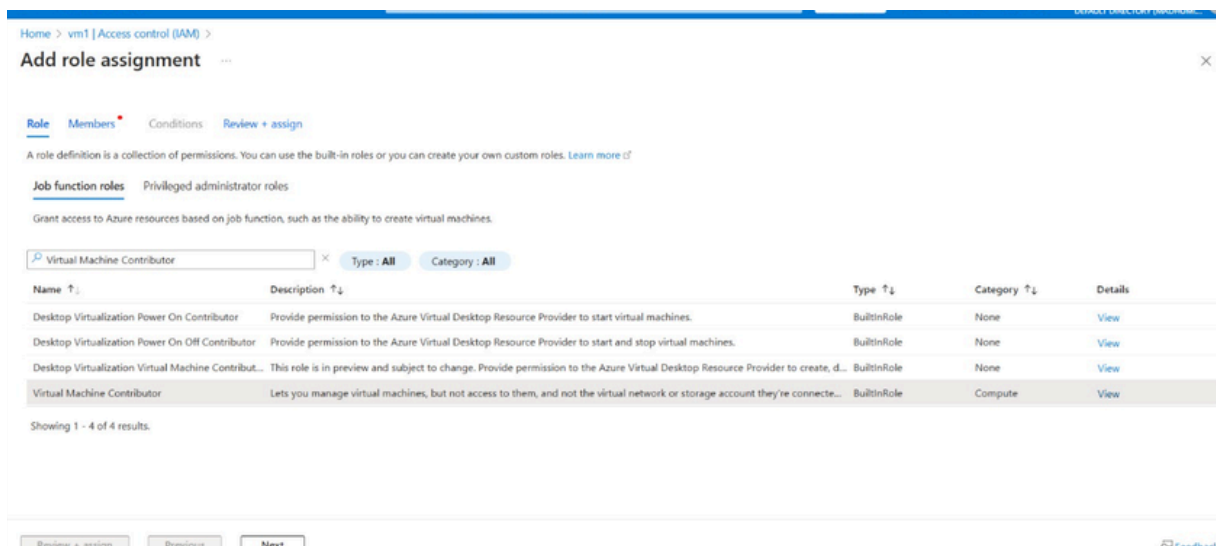 Home > vm1 | Access control (IAM) >
Add role assignment ...
Role Members Conditions Review + assign
A role definition is a collection of permissions. You can use the built-in roles or you can create your own custom roles. Learn more
Job function roles Privileged administrator roles
Grant access to Azure resources based on job function, such as the ability to create virtual machines.
Virtual Machine Contributor × Type : All Category : All
Name ↑↓ Description ↑↓ Type ↑↓ Category ↑↓ Details
Desktop Virtualization Power On Contributor Provide permission to the Azure Virtual Desktop Resource Provider to start virtual machines. BuiltInRole None View
Desktop Virtualization Power On Off Contributor Provide permission to the Azure Virtual Desktop Resource Provider to start and stop virtual machines. BuiltInRole None View
Desktop Virtualization Virtual Machine Contribut... This role is in preview and subject to change. Provide permission to the Azure Virtual Desktop Resource Provider to create, d... BuiltInRole None View
Virtual Machine Contributor Lets you manage virtual machines, but not access to them, and not the virtual network or storage account they're connecte... BuiltInRole Compute View
Showing 1 - 4 of 4 results.
Review + assign Previous Next Feedback